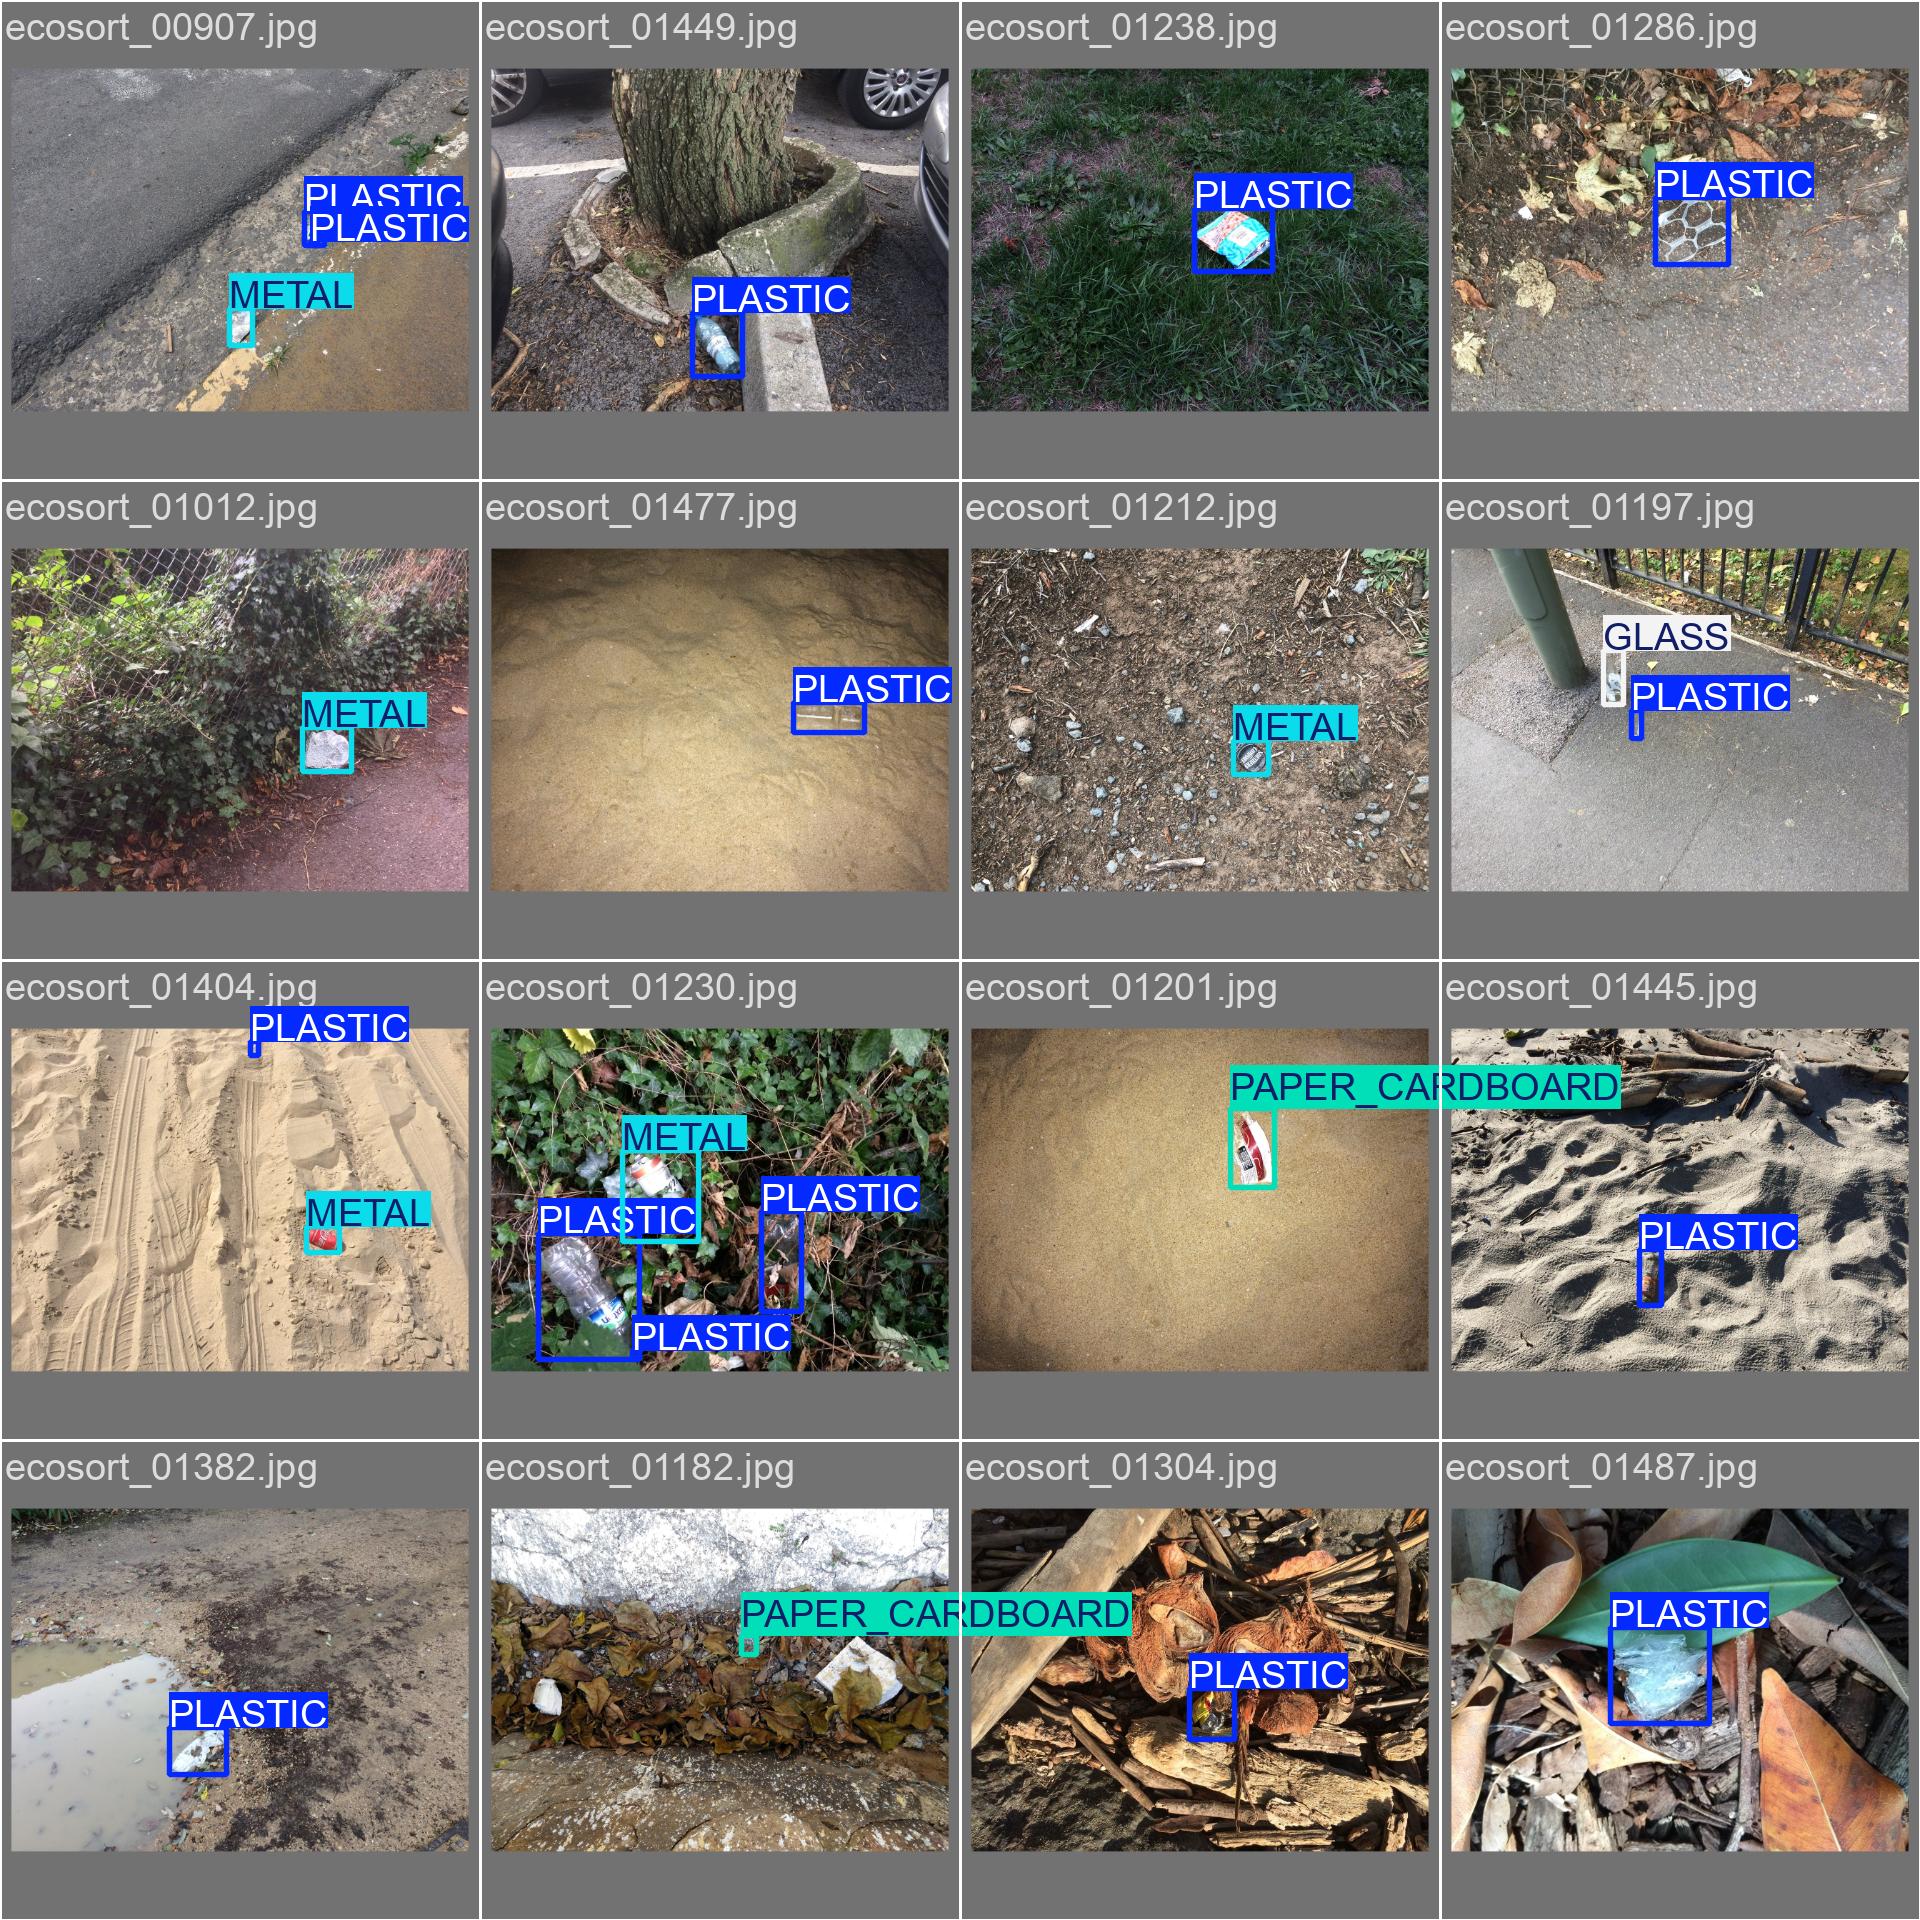 ecosort_00907.jpg
ecosort_01449.jpg
ecosort_01238.jpg
ecosort_01286.jpg
PLASTIC
PLASTIC
METAL
PLASTIC
PLASTIC
PLASTIC
ecosort_01012.jpg
ecosort_01477.jpg
ecosort_01212.jpg
ecosort_01197.jpg
METAL
PLASTIC
METAL
GLASS
PLASTIC
ecosort_01404.jpg
ecosort_01230.jpg
ecosort_01201.jpg
ecosort_01445.jpg
PLASTIC
METAL
METAL
PLASTIC
PLASTIC
PLASTIC
PAPER_CARDBOARD
PLASTIC
ecosort_01382.jpg
ecosort_01182.jpg
ecosort_01304.jpg
ecosort_01487.jpg
PLASTIC
PAPER_CARDBOARD
PLASTIC
PLASTIC